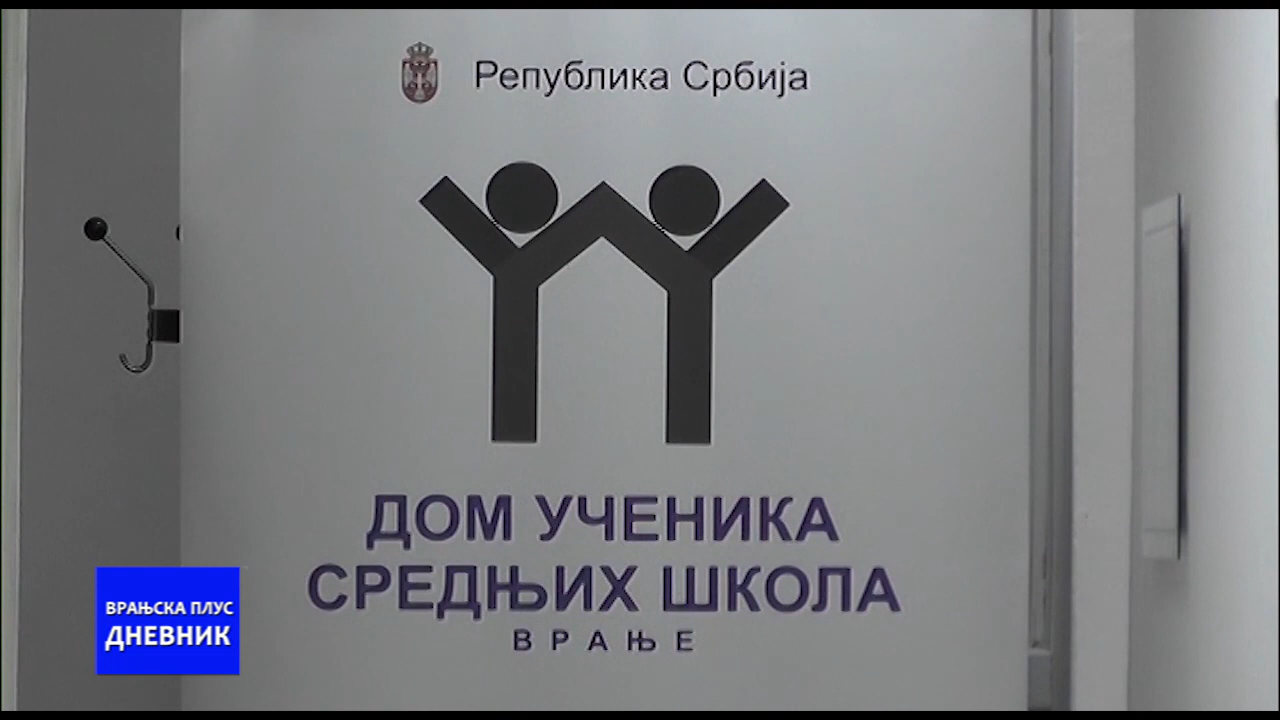 Република Србија
ДОМ УЧЕНИКА
СРЕДЊИХ ШКОЛА
ВРАЊЕ
ВРАЊСКА ПЛУС
ДНЕВНИК